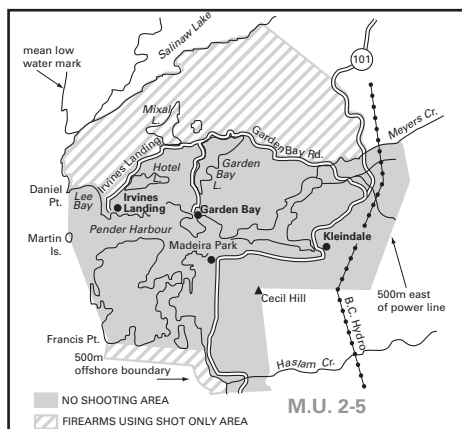 mean low
water mark
Salinaw Lake
101
Mixal
L.
Meyers Cr.
Irvines Landing
Garden Bay Rd.
Hotel
Garden
Bay
L.
Daniel
Pt.
Lee
Bay
Irvines
Landing
Garden Bay
Martin
Is.
Pender Harbour
Madeira Park
Kleindale
Cecil Hill
500m east
of power line
B.C. Hydro
Francis Pt.
500m
offshore boundary
Haslam Cr.
M.U. 2-5
NO SHOOTING AREA
FIREARMS USING SHOT ONLY AREA